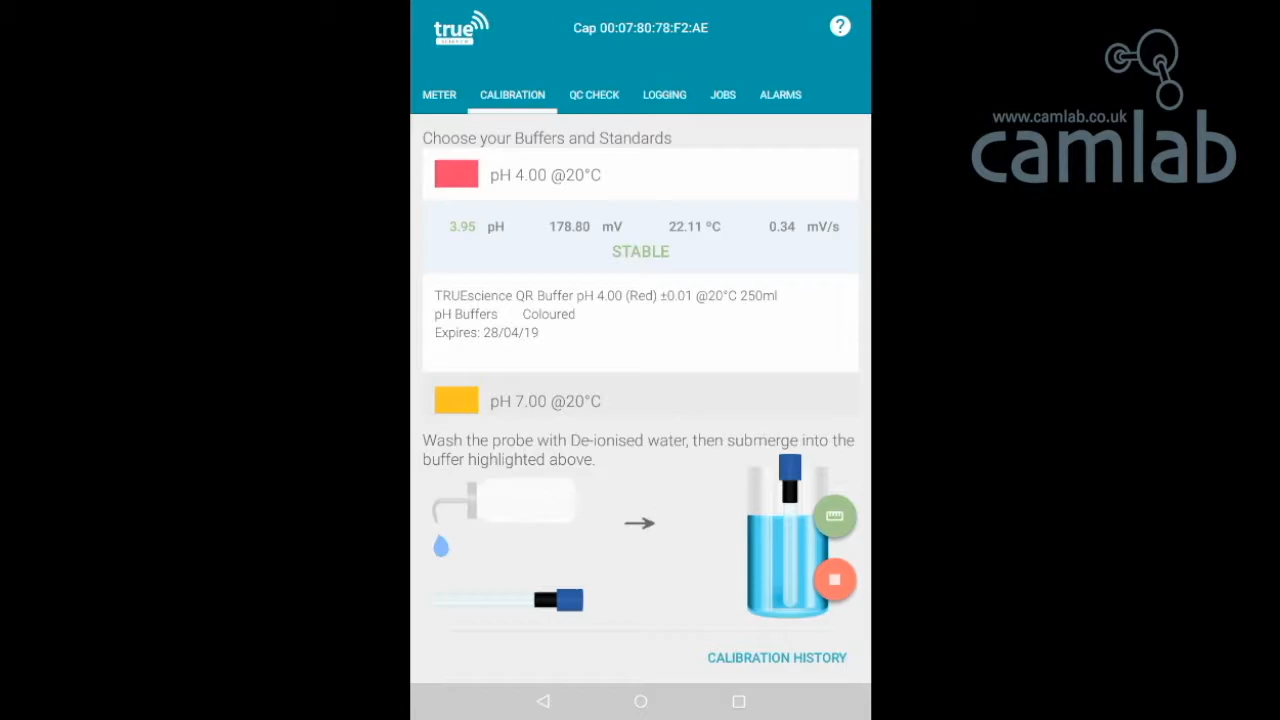 true
Cap 00:07:80:78:F2:AE
?
METER CALIBRATION QC CHECK LOGGING JOBS ALARMS
www.camlab.co.uk
camlab
Choose your Buffers and Standards
pH 4.00 @20°C
3.95 pH 178.80 mV 22.11 ºC 0.34 mV/s
STABLE
TRUEscience QR Buffer pH 4.00 (Red) ±0.01 @20°C 250ml
pH Buffers Coloured
Expires: 28/04/19
pH 7.00 @20°C
Wash the probe with De-ionised water, then submerge into the
buffer highlighted above.
CALIBRATION HISTORY